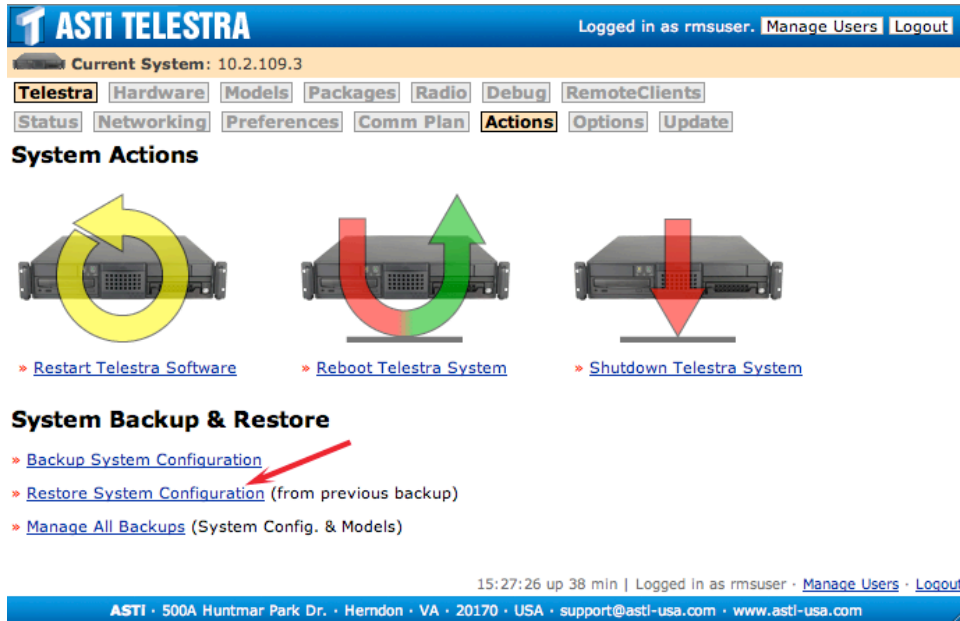 ASTi TELESTRA
Logged in as rmsuser. Manage Users Logout
Current System: 10.2.109.3
Telestra Hardware Models Packages Radio Debug RemoteClients
Status Networking Preferences Comm Plan Actions Options Update
System Actions
» Restart Telestra Software » Reboot Telestra System » Shutdown Telestra System
System Backup & Restore
» Backup System Configuration
» Restore System Configuration (from previous backup)
» Manage All Backups (System Config. & Models)
15:27:26 up 38 min | Logged in as rmsuser · Manage Users · Logout
ASTi · 500A Huntmar Park Dr. · Herndon · VA · 20170 · USA · support@asti-usa.com · www.asti-usa.com